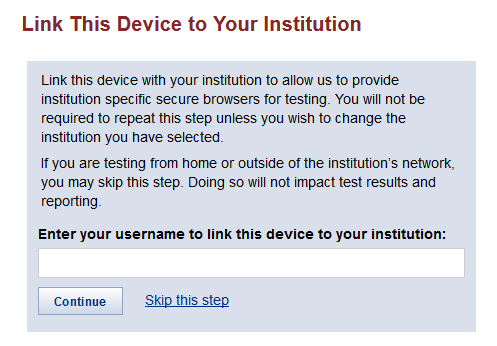 Link This Device to Your Institution
Link this device with your institution to allow us to provide
institution specific secure browsers for testing. You will not be
required to repeat this step unless you wish to change the
institution you have selected.
If you are testing from home or outside of the institution's network,
you may skip this step. Doing so will not impact test results and
reporting.
Enter your username to link this device to your institution:
Continue Skip this step